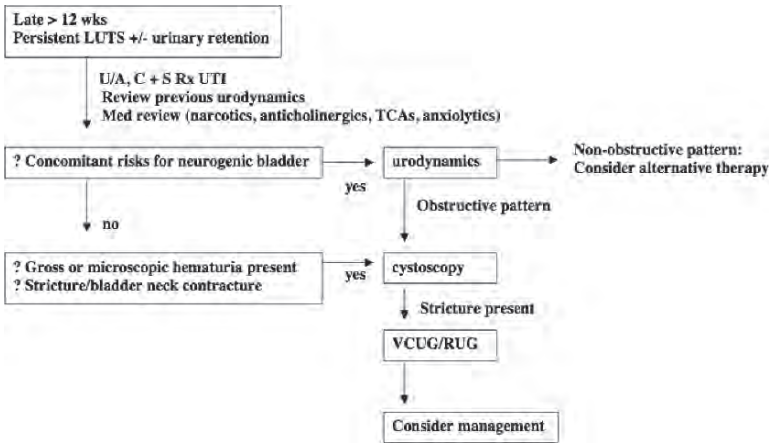 Late > 12 wks
Persistent LUTS +/- urinary retention
U/A, C + S Rx UTI
Review previous urodynamics
Med review (narcotics, anticholinergics, TCAs, anxiolytics)
? Concomitant risks for neurogenic bladder
yes
urodynamics
Non-obstructive pattern:
Consider alternative therapy
no
Obstructive pattern
? Gross or microscopic hematuria present
? Stricture/bladder neck contracture
yes
cystoscopy
Stricture present
VCUG/RUG
Consider management